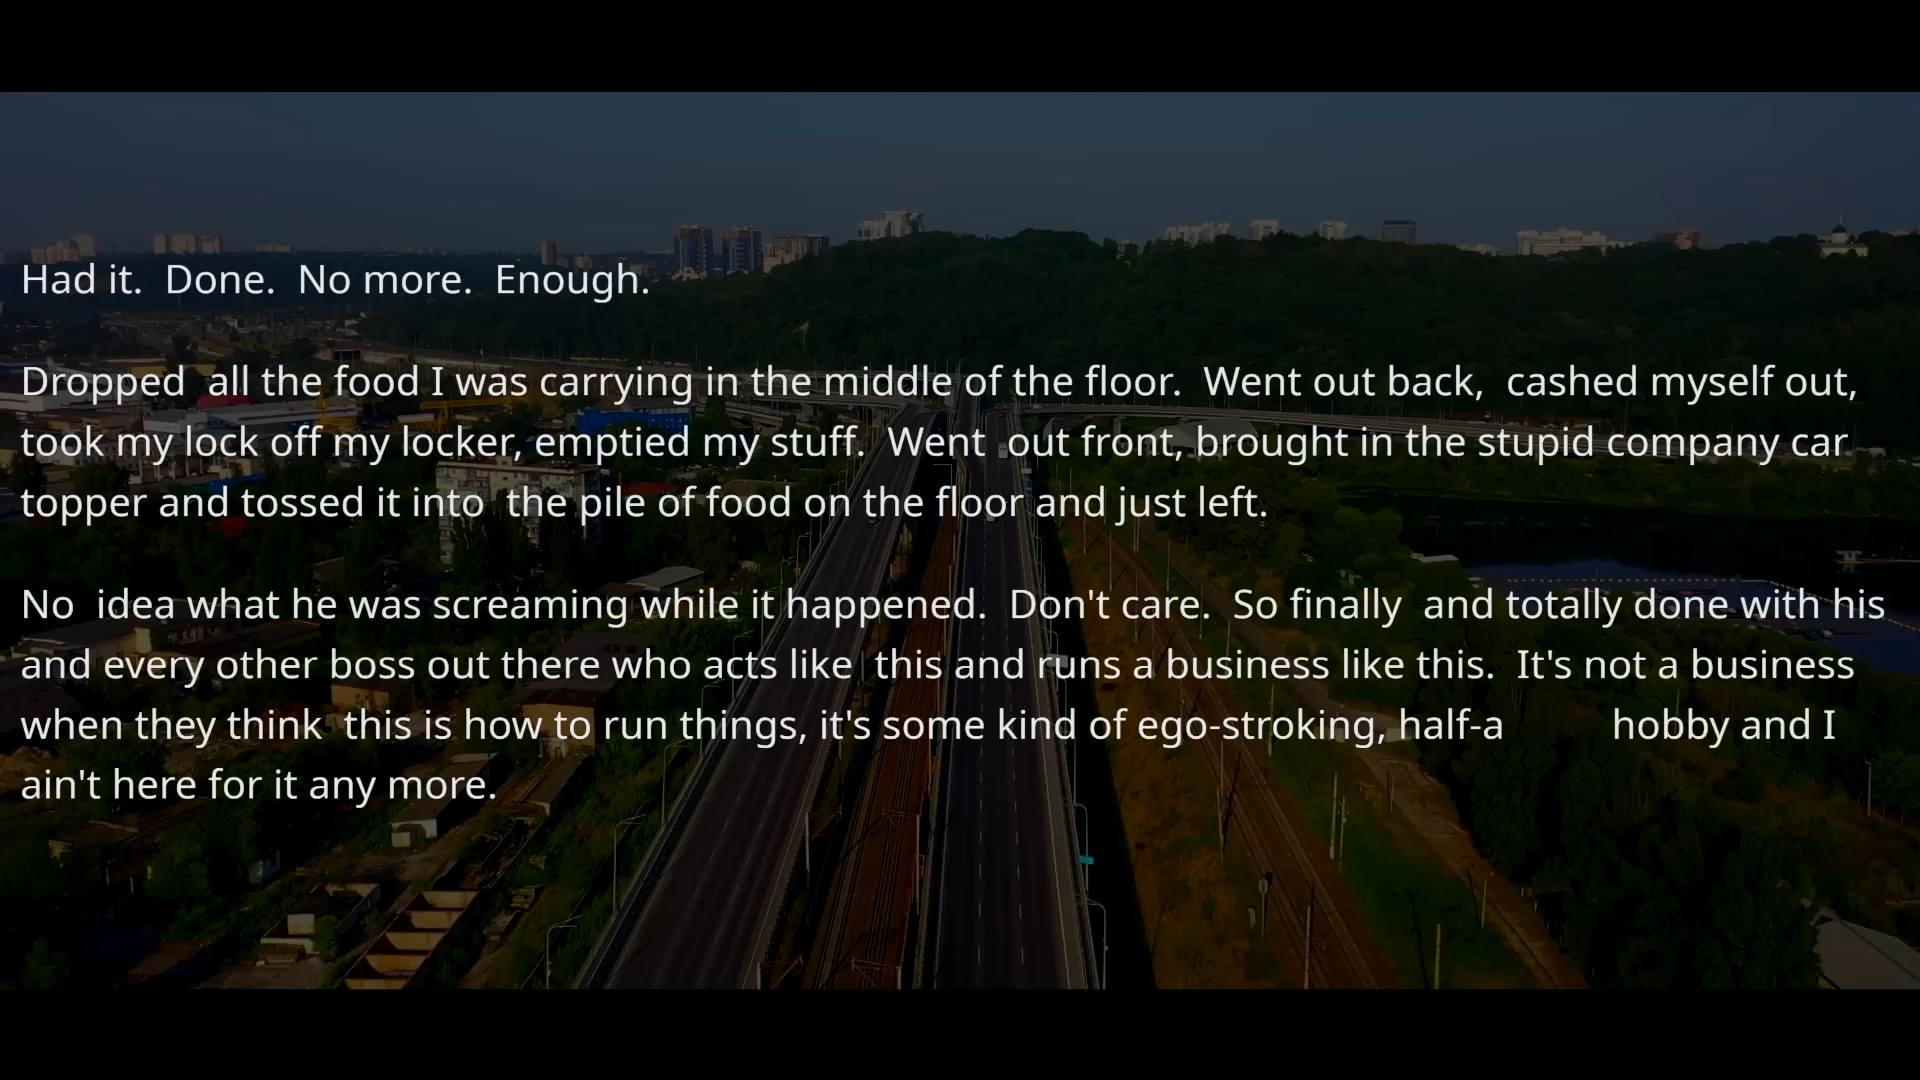 Had it.  Done.  No more.  Enough.
Dropped  all the food I was carrying in the middle of the floor.  Went out back,  cashed myself out,
took my lock off my locker, emptied my stuff.  Went  out front, brought in the stupid company car
topper and tossed it into  the pile of food on the floor and just left.
No  idea what he was screaming while it happened.  Don't care.  So finally  and totally done with his
and every other boss out there who acts like  this and runs a business like this.  It's not a business
when they think  this is how to run things, it's some kind of ego-stroking, half-a          hobby and I
ain't here for it any more.